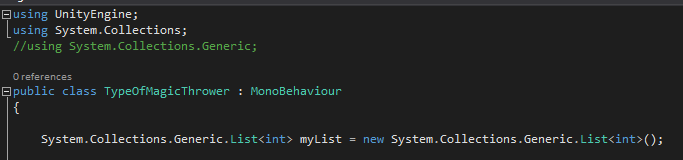 using UnityEngine;
using System.Collections;
//using System.Collections.Generic;
0 references
public class TypeOfMagicThrower : MonoBehaviour
{
System.Collections.Generic.List<int> myList = new System.Collections.Generic.List<int>();